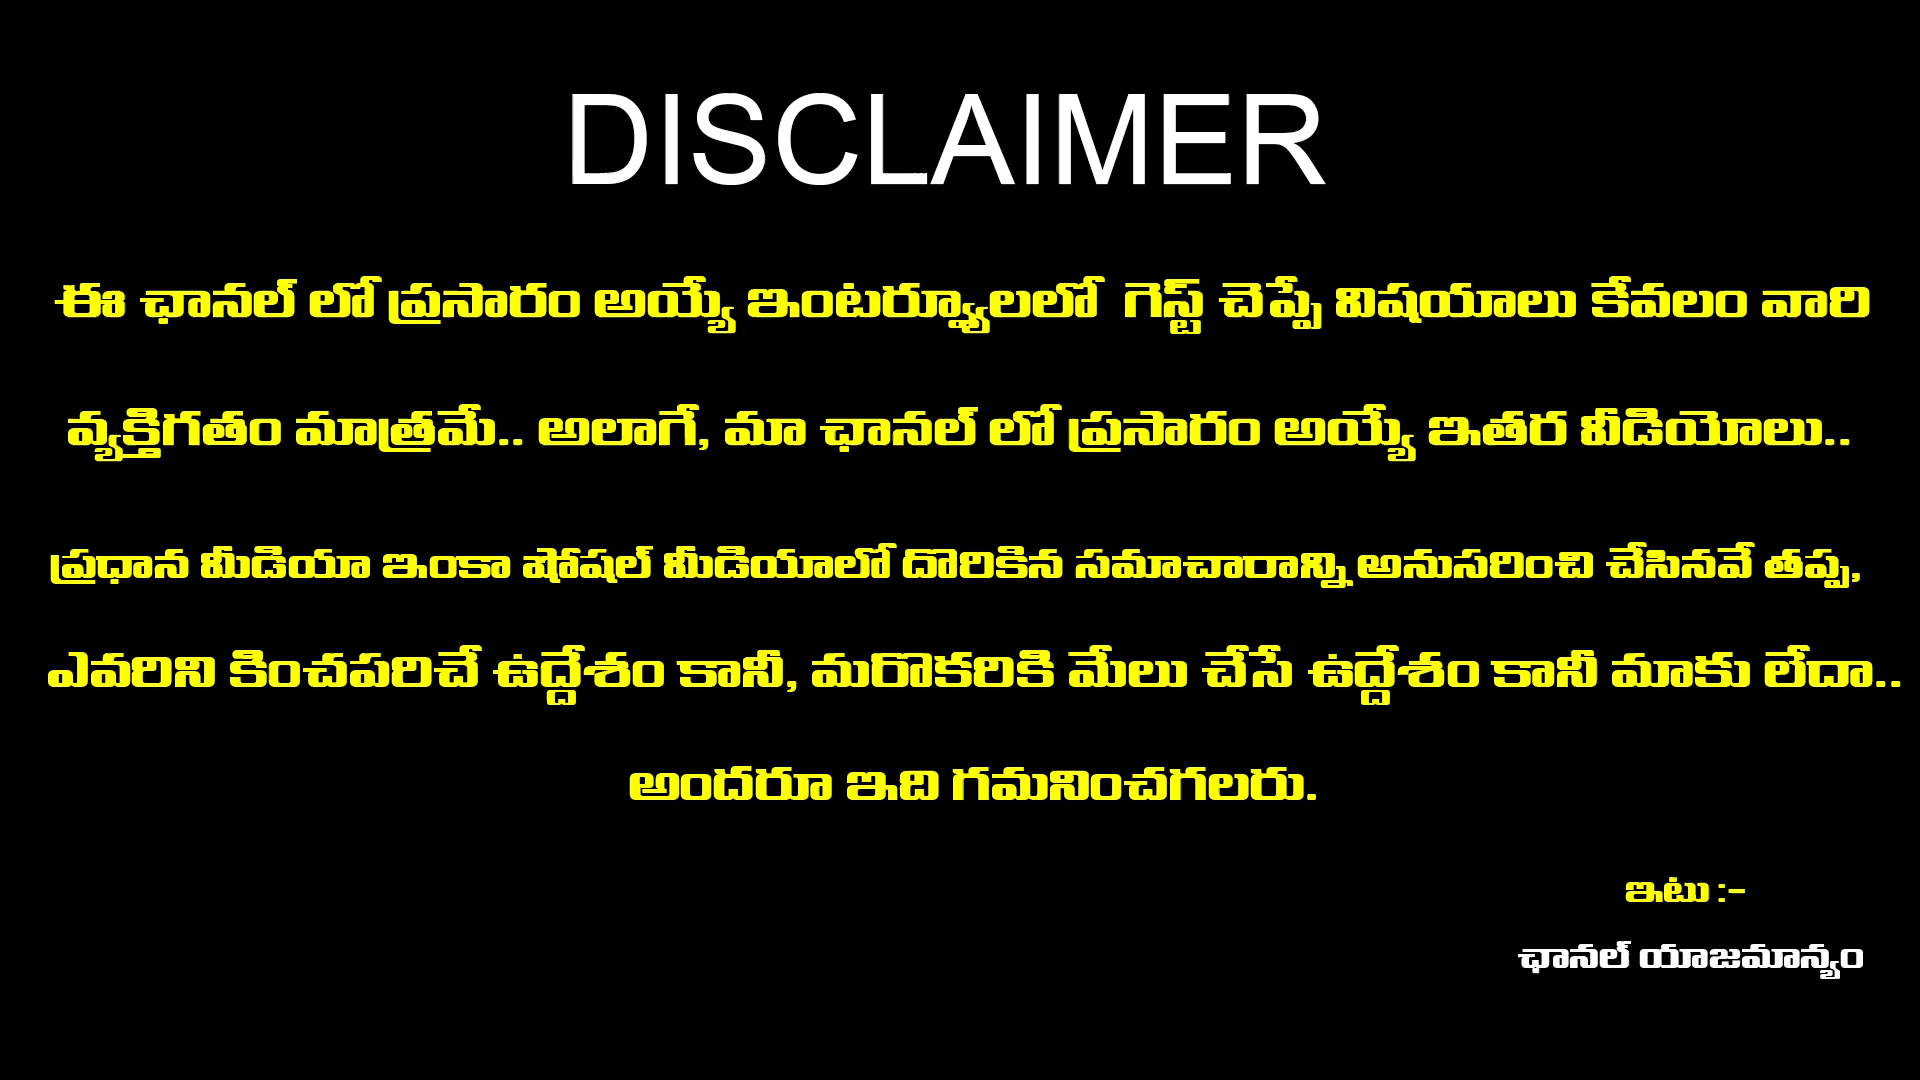 DISCLAIMER
ఈ ఛానల్ లో ప్రసారం అయ్యే ఇంటర్వ్యూలలో గెస్ట్ చెప్పే విషయాలు కేవలం వారి
వ్యక్తిగతం మాత్రమే.. అలాగే, మా ఛానల్ లో ప్రసారం అయ్యే ఇతర వీడియోలు..
ప్రధాన మీడియా ఇంకా షోషల్ మీడియాలో దొరికిన సమాచారాన్ని అనుసరించి చేసినవే తప్ప,
ఎవరిని కించపరిచే ఉద్దేశం కానీ, మరొకరికి మేలు చేసే ఉద్దేశం కానీ మాకు లేదా..
అందరూ ఇది గమనించగలరు.
ఇటు :-
ఛానల్ యాజమాన్యం